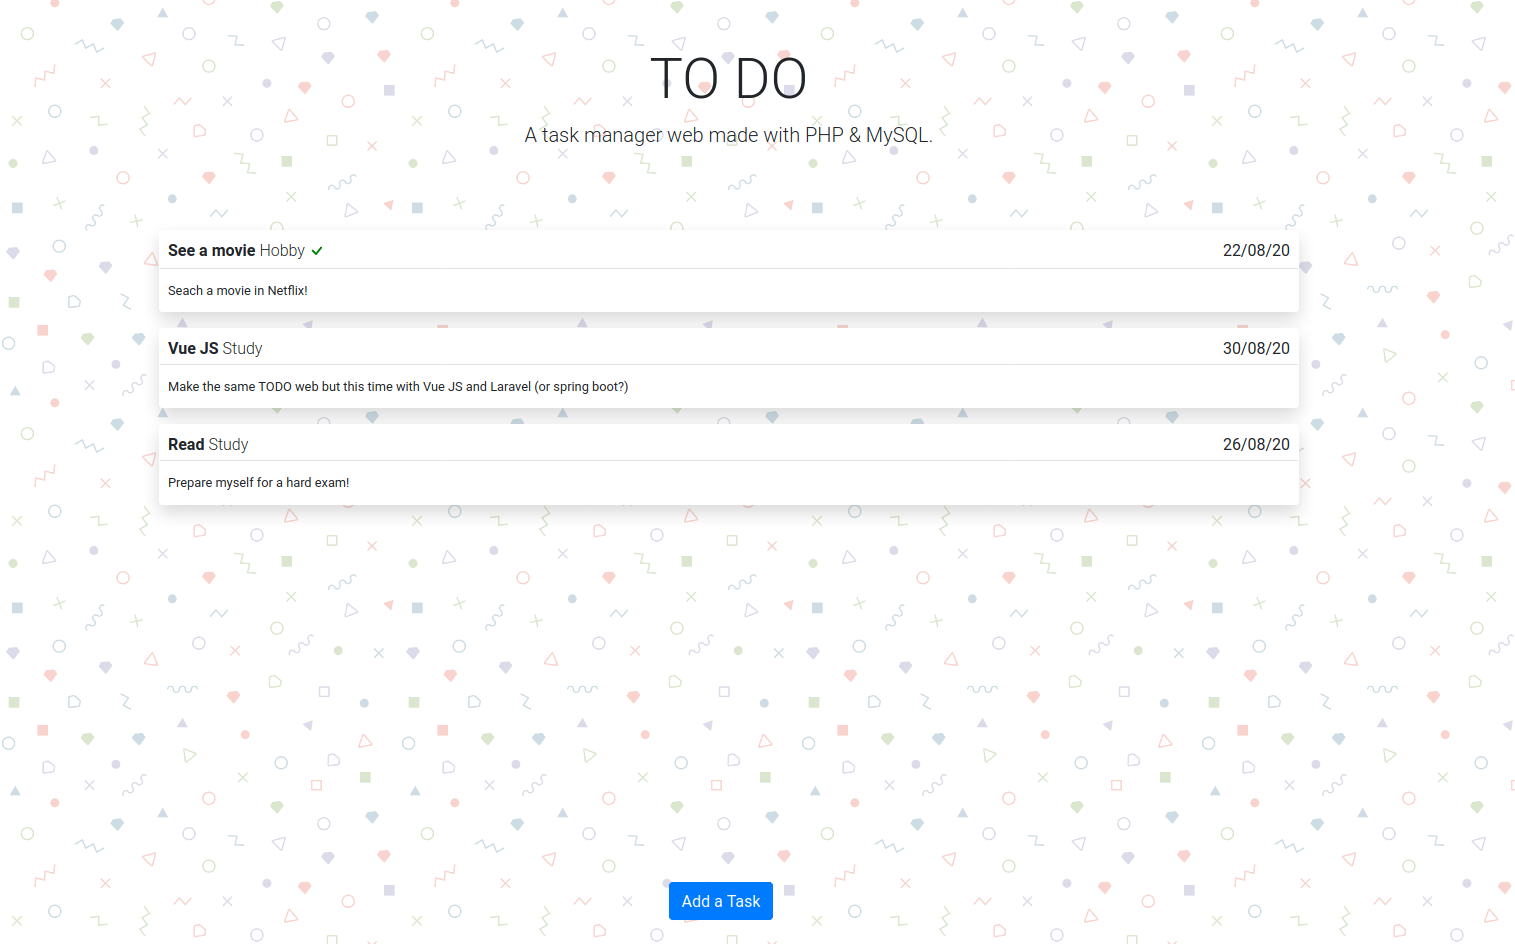 TO DO
A task manager web made with PHP & MySQL.
See a movie Hobby 22/08/20
Seach a movie in Netflix!
Vue JS Study 30/08/20
Make the same TODO web but this time with Vue JS and Laravel (or spring boot?)
Read Study 26/08/20
Prepare myself for a hard exam!
Add a Task